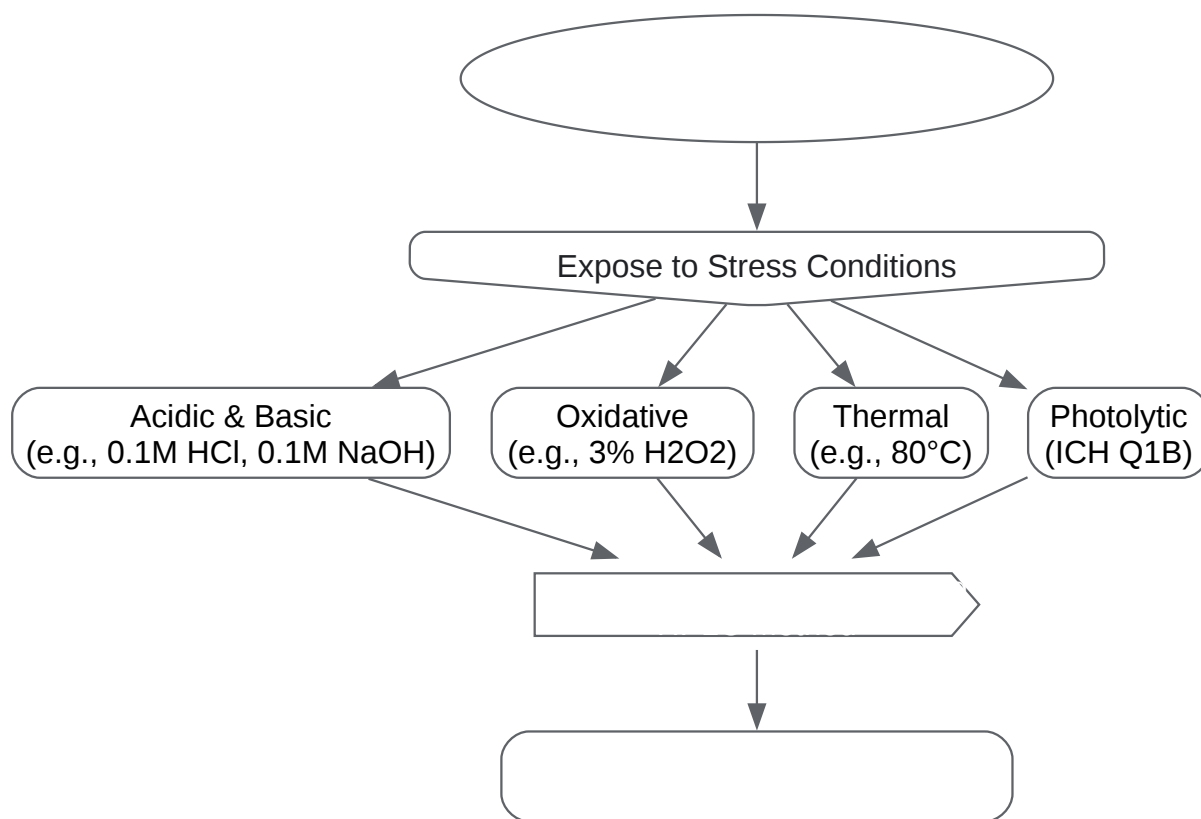 Expose to Stress Conditions
Acidic & Basic
(e.g., 0.1M HCl, 0.1M NaOH)
Oxidative
(e.g., 3% H2O2)
Thermal
(e.g., 80°C)
Photolytic
(ICH Q1B)